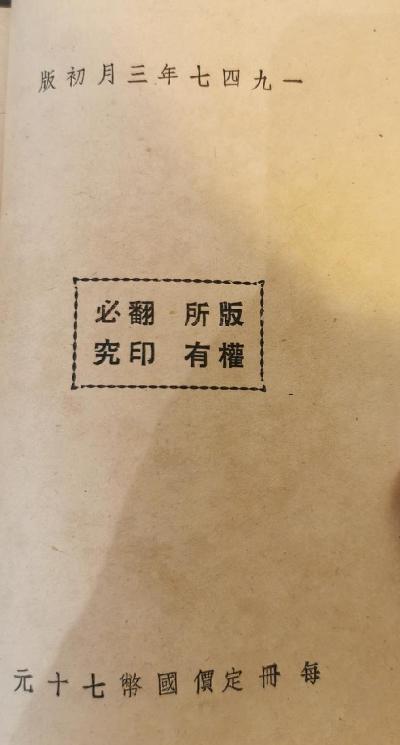 一九四七年三月初版
版權所有
翻印必究
每冊定價國幣七十元